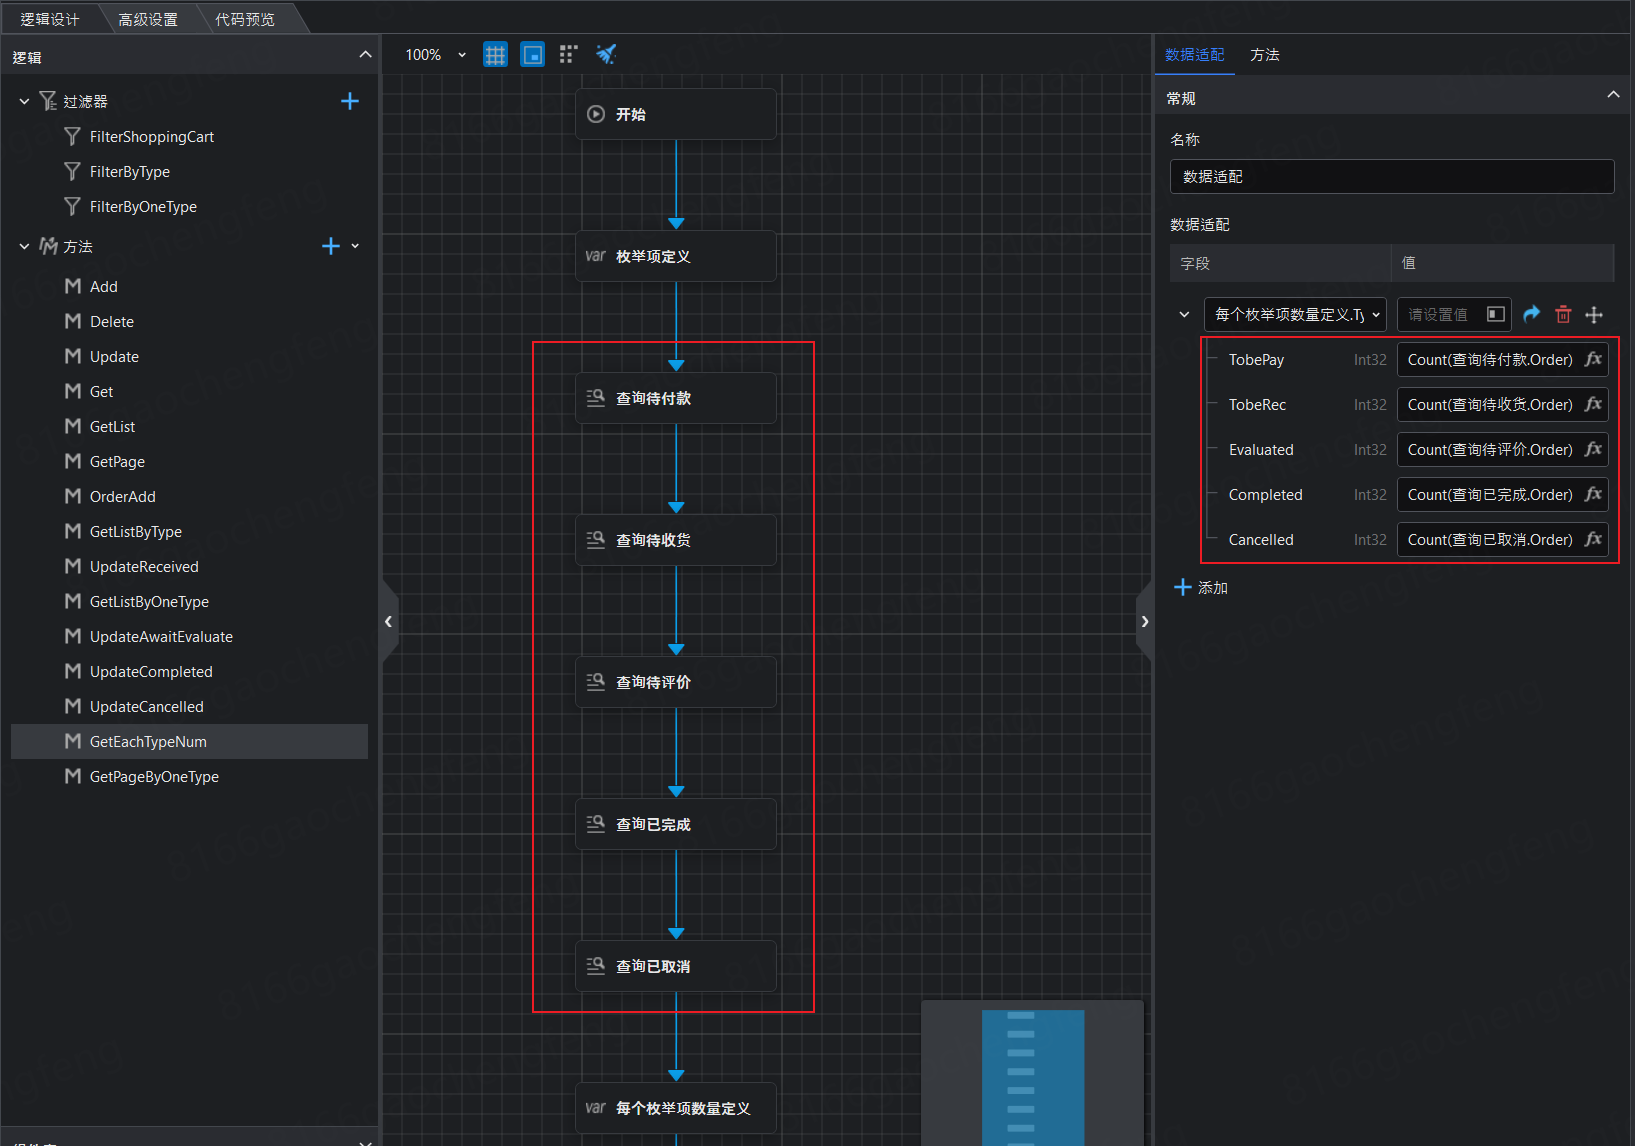 逻辑设计
高级设置
代码预览
逻辑
过滤器
FilterShoppingCart
FilterByType
FilterByOneType
方法
Add
Delete
Update
Get
GetList
GetPage
OrderAdd
GetListByType
UpdateReceived
GetListByOneType
UpdateAwaitEvaluate
UpdateCompleted
UpdateCancelled
GetEachTypeNum
GetPageByOneType
100%
开始
var 枚举项定义
查询待付款
查询待收货
查询待评价
查询已完成
查询已取消
var 每个枚举项数量定义
数据适配 方法
常规
名称
数据适配
数据适配
字段 值
每个枚举项数量定义.Ty 请设置值
TobePay Int32 Count(查询待付款.Order) fx
TobeRec Int32 Count(查询待收货.Order) fx
Evaluated Int32 Count(查询待评价.Order) fx
Completed Int32 Count(查询已完成.Order) fx
Cancelled Int32 Count(查询已取消.Order) fx
添加
8166gaochengfeng